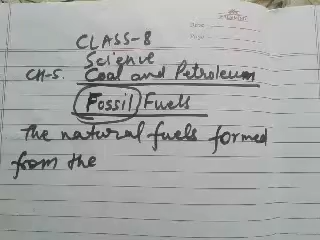 CLASS-8
Science
CH-5. Coal and Petroleum
Fossil Fuels
The natural fuels formed
from the